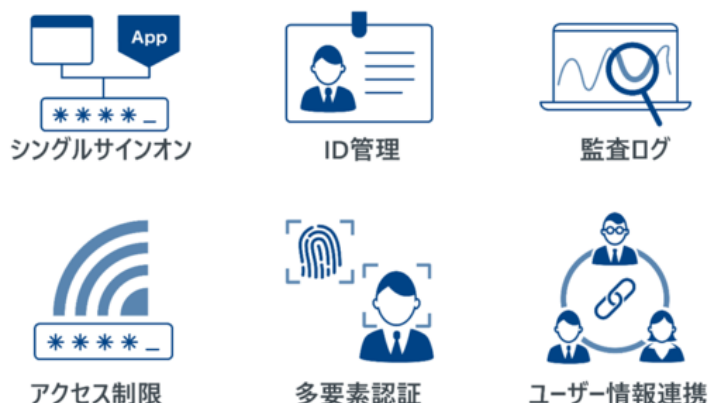 App
****_
シングルサインオン
ID管理
監査ログ
****_
アクセス制限
多要素認証
ユーザー情報連携